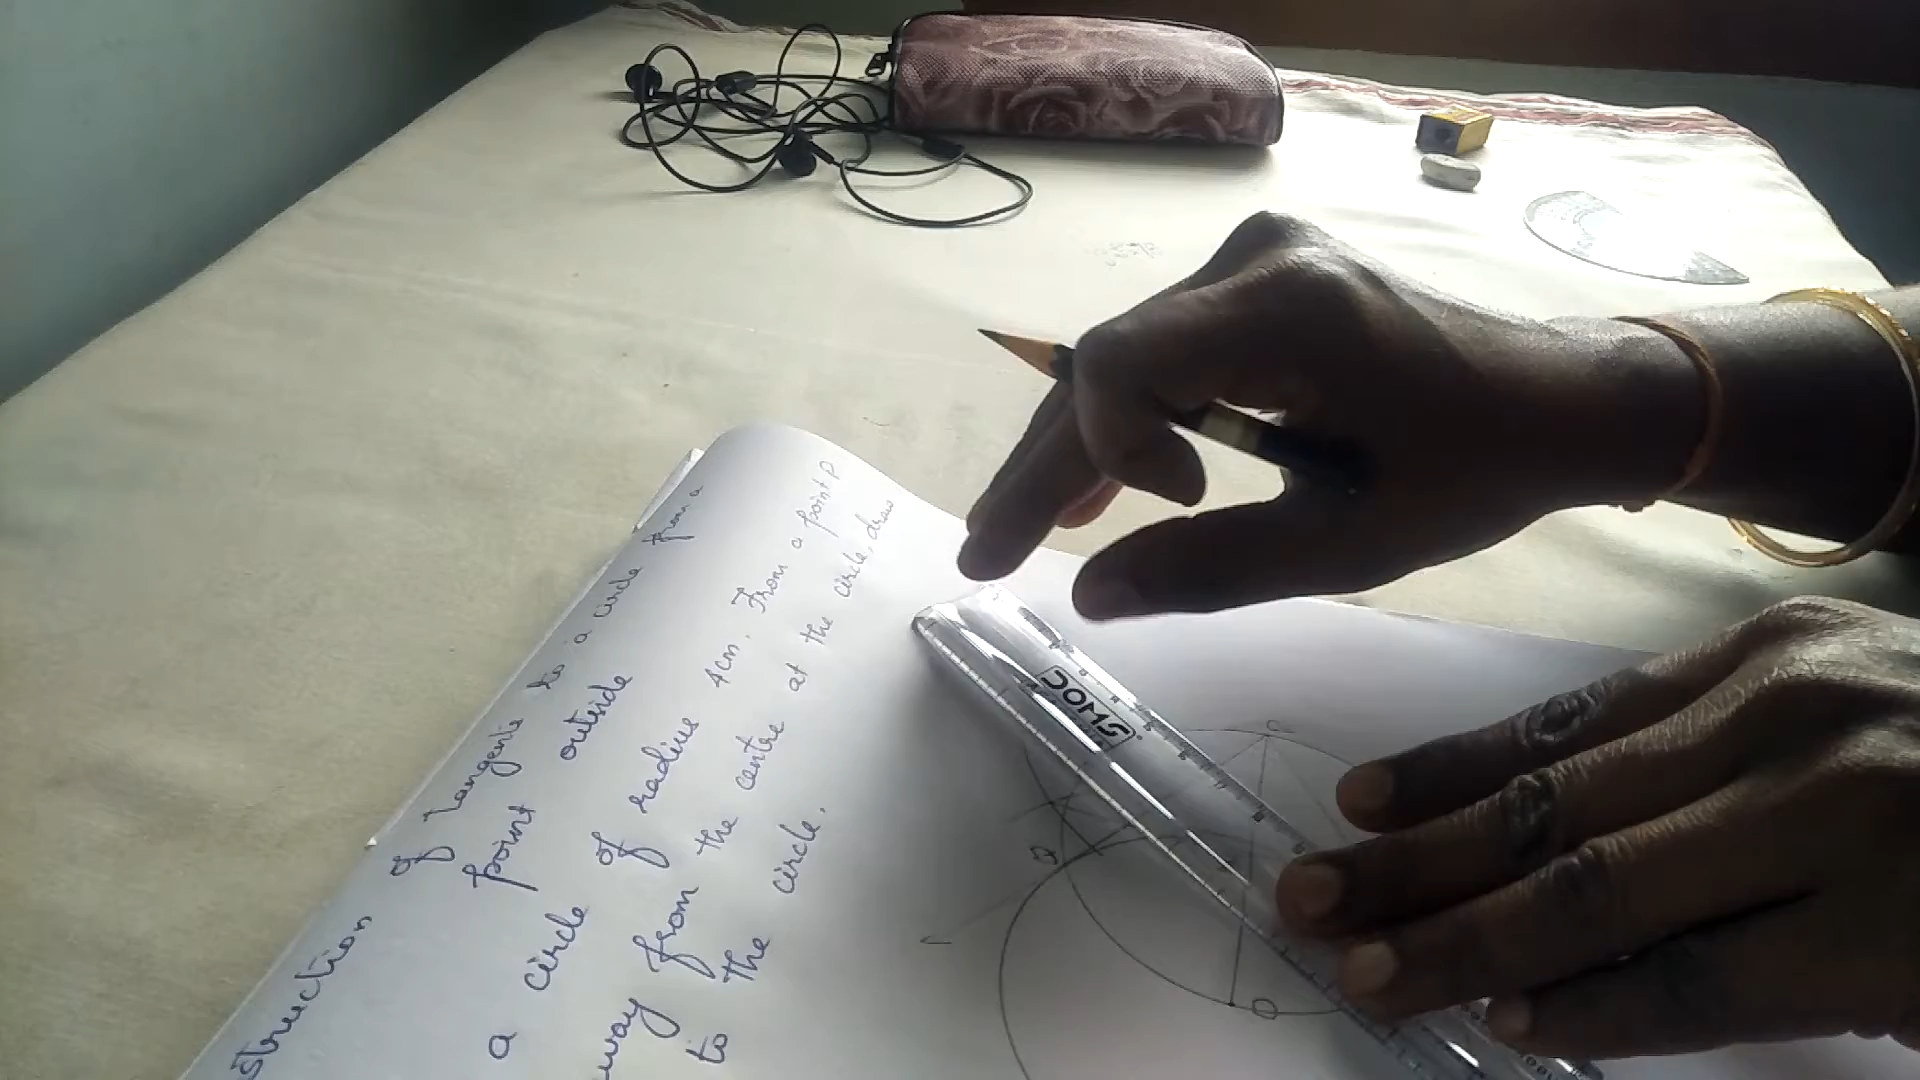 struction of tangents to a circle from a
point outside
a circle of radius 4cm. From a point P
away from the centre at the circle, draw
to the circle.
DOMS
P
Q
O